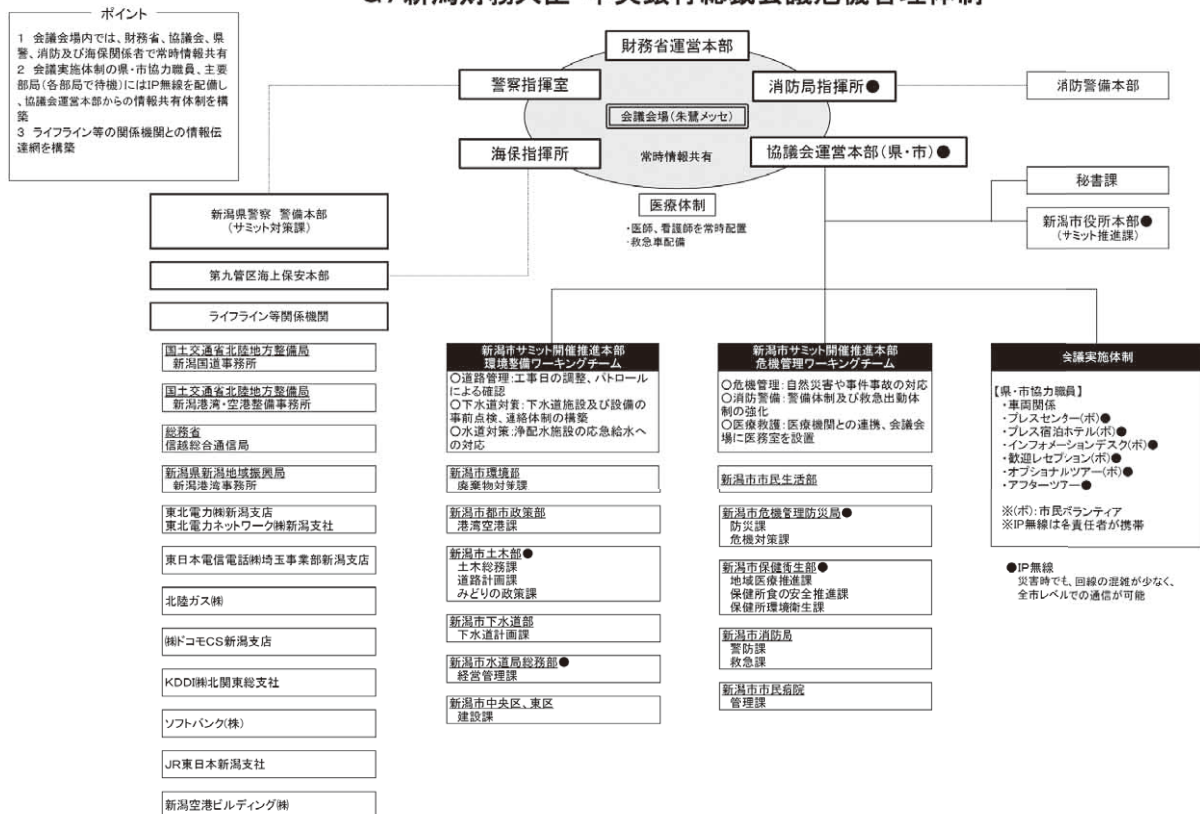 G7新潟財務大臣・中央銀行総裁会議危機管理体制
ポイント
1 会議会場内では、財務省、協議会、県
警、消防及び海保関係者で常時情報共有
2 会議実施体制の県・市協力職員、主要
部局(各部局で待機)にはIP無線を配備し
、協議会運営本部からの情報共有体制を構
築
3 ライフライン等の関係機関との情報伝
達網を構築
財務省運営本部
警察指揮室
消防局指揮所●
消防警備本部
会議会場(朱鷺メッセ)
海保指揮所
常時情報共有
協議会運営本部(県・市)●
医療体制
・医師、看護師を常時配置
・救急車配備
秘書課
新潟市役所本部●
(サミット推進課)
新潟県警察 警備本部
(サミット対策課)
第九管区海上保安本部
ライフライン等関係機関
国土交通省北陸地方整備局
新潟国道事務所
国土交通省北陸地方整備局
新潟港湾・空港整備事務所
総務省
信越総合通信局
新潟県新潟地域振興局
新潟港湾事務所
東北電力㈱新潟支店
東北電力ネットワーク㈱新潟支社
東日本電信電話㈱埼玉事業部新潟支店
北陸ガス㈱
㈱ドコモCS新潟支店
KDDI㈱北関東総支社
ソフトバンク(株)
JR東日本新潟支社
新潟空港ビルディング㈱
新潟市サミット開催推進本部
環境整備ワーキングチーム
〇道路管理:工事日の調整、パトロール
による確認
〇下水道対策:下水道施設及び設備の
事前点検、連絡体制の構築
〇水道対策:浄配水施設の応急給水へ
の対応
新潟市環境部
廃棄物対策課
新潟市都市政策部
港湾空港課
新潟市土木部●
土木総務課
道路計画課
みどりの政策課
新潟市下水道部
下水道計画課
新潟市水道局総務部●
経営管理課
新潟市中央区、東区
建設課
新潟市サミット開催推進本部
危機管理ワーキングチーム
〇危機管理:自然災害や事件事故の対応
〇消防警備:警備体制及び救急出動体
制の強化
〇医療救護:医療機関との連携、会議会
場に医務室を設置
新潟市市民生活部
新潟市危機管理防災局●
防災課
危機対策課
新潟市保健衛生部●
地域医療推進課
保健所食の安全推進課
保健所環境衛生課
新潟市消防局
警防課
救急課
新潟市市民病院
管理課
会議実施体制
【県・市協力職員】
・車両関係
・プレスセンター(ボ)●
・プレス宿泊ホテル(ボ)●
・インフォメーションデスク(ボ)●
・歓迎レセプション(ボ)●
・オプショナルツアー(ボ)●
・アフターツアー●
※(ボ):市民ボランティア
※IP無線は各責任者が携帯
●IP無線
災害時でも、回線の混雑が少なく、
全市レベルでの通信が可能